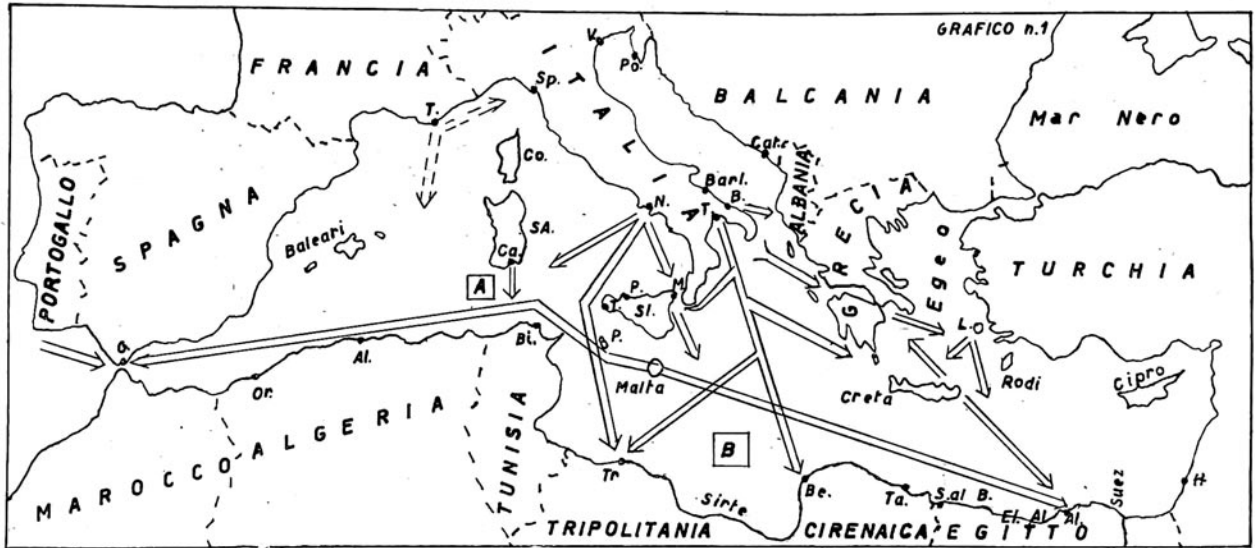 GRAFICO n.1
FRANCIA
ITALIA
V.
Po.
Sp.
BALCANIA
Mar Nero
T.
Co.
Cat.
ALBANIA
GRECIA
Egeo
TURCHIA
PORTOGALLO
SPAGNA
Baleari
SA.
Ca.
N.
Barl.
B.
T.
A
P.
T.
SI.
M.
L.
G.
Al.
Bi.
P.
Or.
Malta
Creta
Rodi
Cipro
MAROCCO
ALGERIA
TUNISIA
B
Tr.
Sirte
Be.
Ta.
S.al B.
El Al.
Al.
Suez
H.
TRIPOLITANIA
CIRENAICA
EGITTO